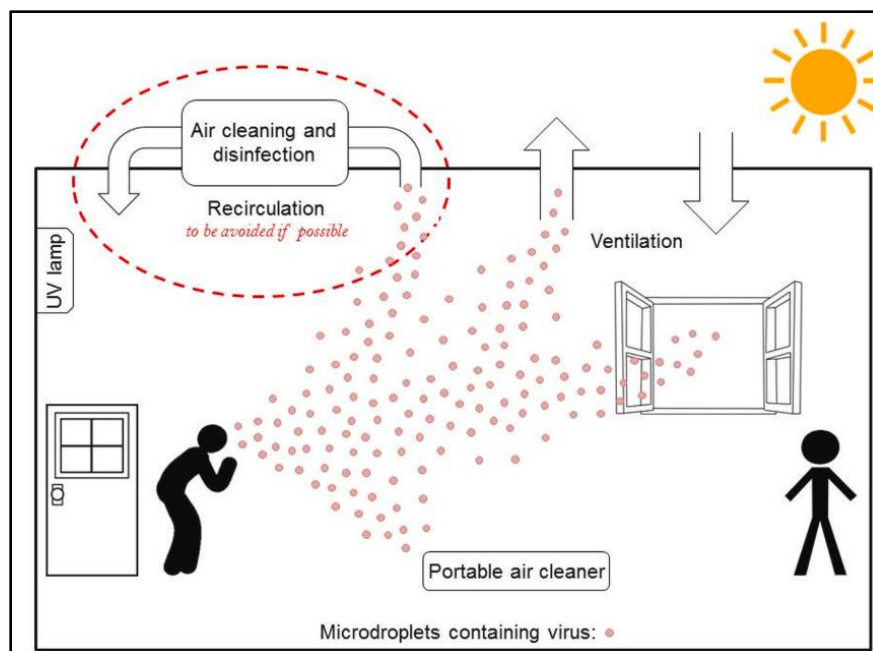 Air cleaning and
disinfection
Recirculation
to be avoided if possible
Ventilation
UV lamp
Portable air cleaner
Microdroplets containing virus: